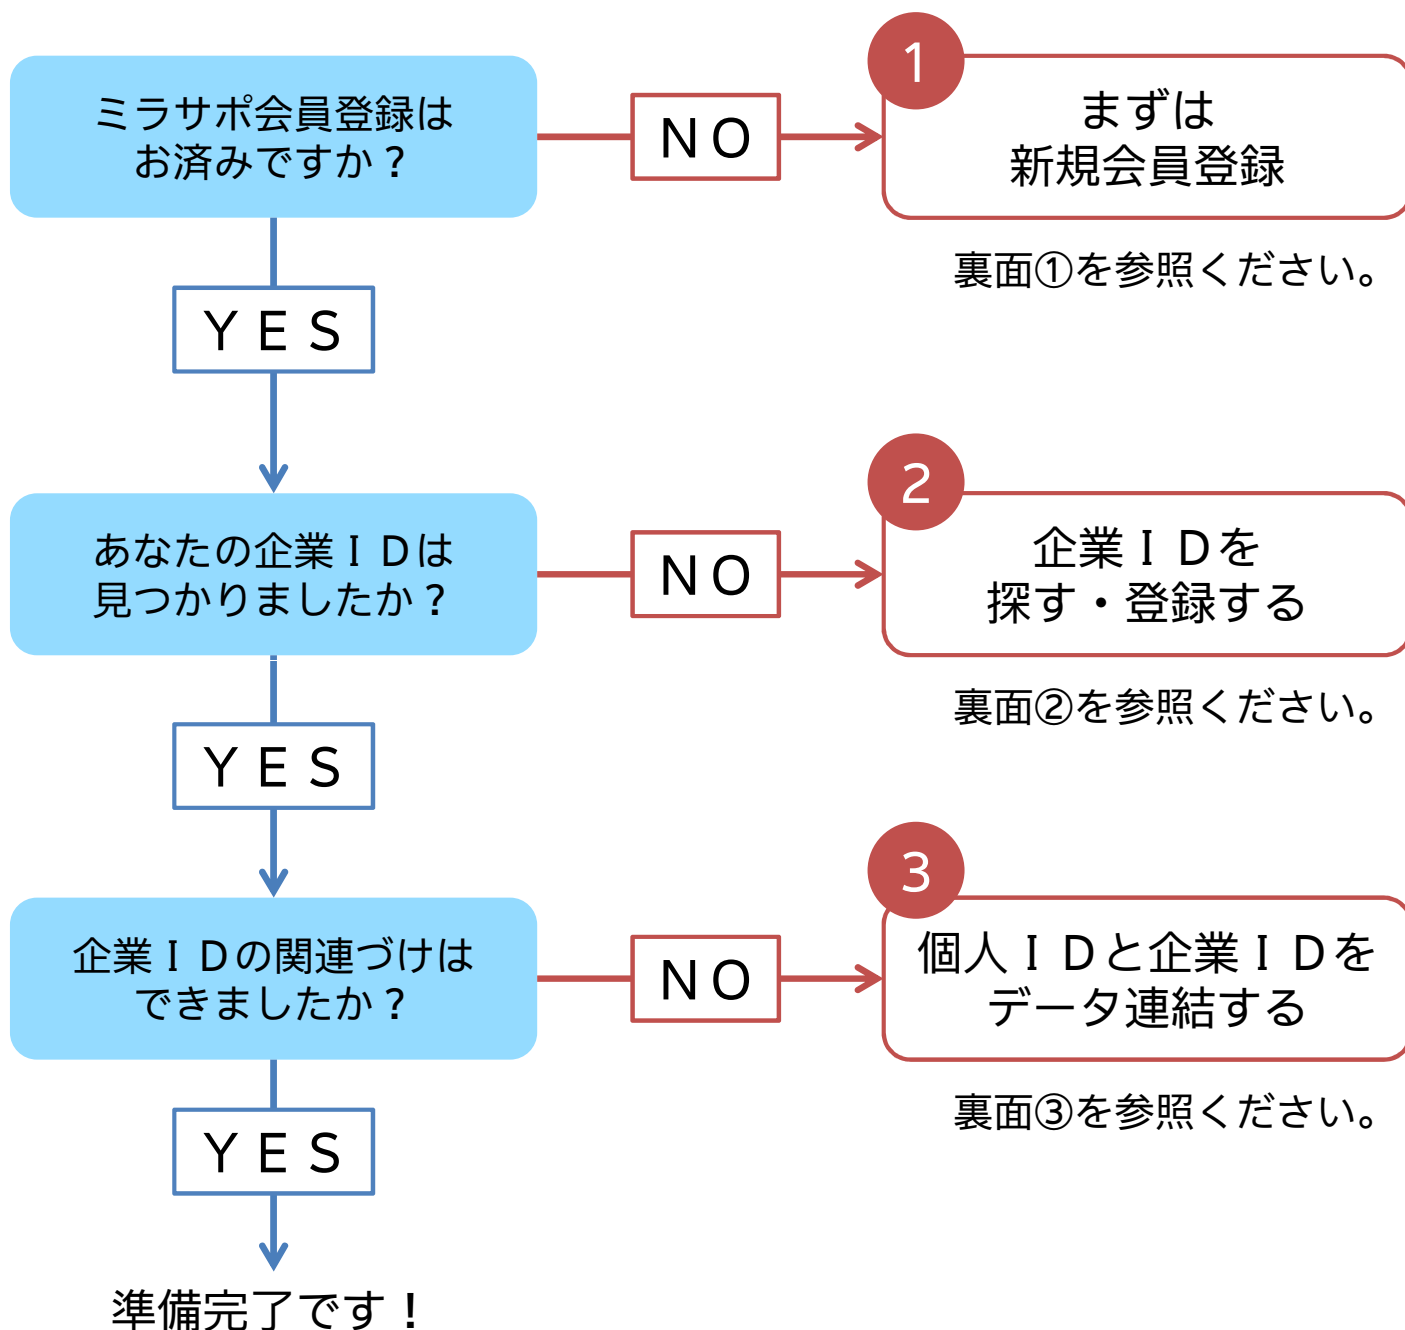 ミラサポ会員登録は
お済みですか？
ＮＯ
1
まずは
新規会員登録
裏面①を参照ください。
ＹＥＳ
あなたの企業ＩＤは
見つかりましたか？
ＮＯ
2
企業ＩＤを
探す・登録する
裏面②を参照ください。
ＹＥＳ
企業ＩＤの関連づけは
できましたか？
ＮＯ
3
個人ＩＤと企業ＩＤを
データ連結する
裏面③を参照ください。
ＹＥＳ
準備完了です！